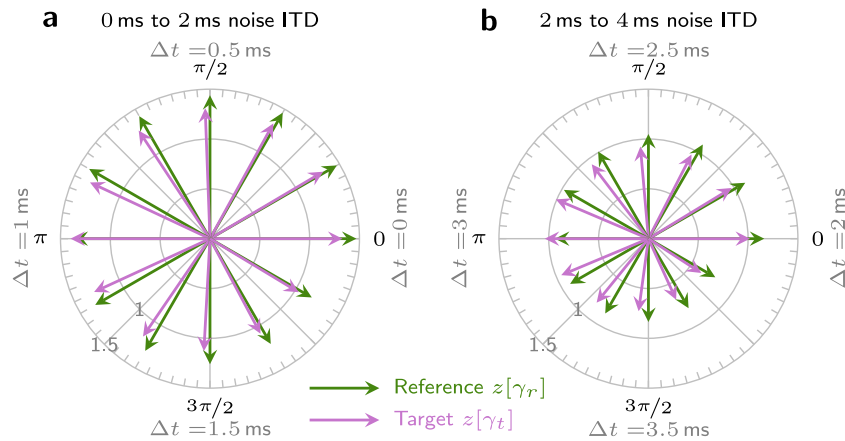 a 0 ms to 2 ms noise ITD
Δt =0.5 ms
π/2
Δt =1 ms
π
0
Δt =0 ms
1
1.5
3π/2
Δt =1.5 ms
b 2 ms to 4 ms noise ITD
Δt =2.5 ms
π/2
Δt =3 ms
π
0
Δt =2 ms
1
1.5
3π/2
Δt =3.5 ms
Reference z[γr]
Target z[γt]